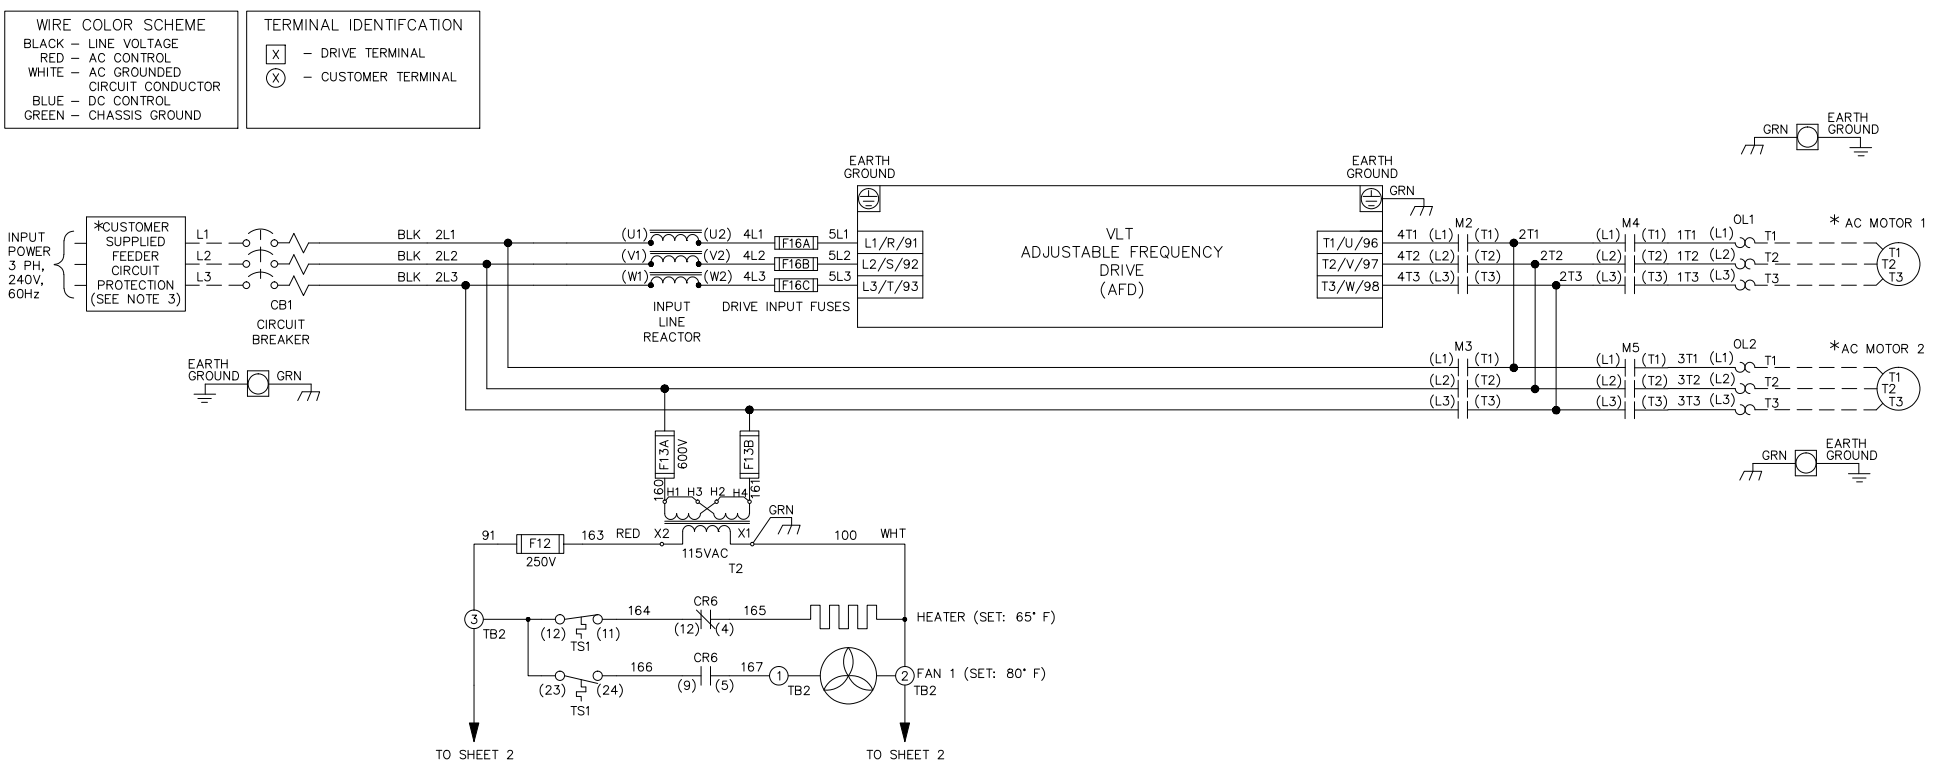 WIRE COLOR SCHEME
BLACK – LINE VOLTAGE
RED – AC CONTROL
WHITE – AC GROUNDED
CIRCUIT CONDUCTOR
BLUE – DC CONTROL
GREEN – CHASSIS GROUND
TERMINAL IDENTIFCATION
X – DRIVE TERMINAL
X – CUSTOMER TERMINAL
INPUT
POWER
3 PH,
240V,
60Hz
*CUSTOMER
SUPPLIED
FEEDER
CIRCUIT
PROTECTION
(SEE NOTE 3)
L1
L2
L3
CB1
CIRCUIT
BREAKER
EARTH
GROUND
GRN
BLK 2L1
BLK 2L2
BLK 2L3
(U1) (U2) 4L1 F16A 5L1
(V1) (V2) 4L2 F16B 5L2
(W1) (W2) 4L3 F16C 5L3
INPUT
LINE
REACTOR
DRIVE INPUT FUSES
EARTH
GROUND
L1/R/91
L2/S/92
L3/T/93
VLT
ADJUSTABLE FREQUENCY
DRIVE
(AFD)
EARTH
GROUND
GRN
T1/U/96
T2/V/97
T3/W/98
M2
4T1 (L1) (T1) 2T1
4T2 (L2) (T2) 2T2
4T3 (L3) (T3) 2T3
M4
(L1) (T1) 1T1 (L1)
(L2) (T2) 1T2 (L2)
(L3) (T3) 1T3 (L3)
OL1
T1
T2
T3
* AC MOTOR 1
T1
T2
T3
GRN
EARTH
GROUND
M3
(L1) (T1)
(L2) (T2)
(L3) (T3)
M5
(L1) (T1) 3T1 (L1)
(L2) (T2) 3T2 (L2)
(L3) (T3) 3T3 (L3)
OL2
T1
T2
T3
*AC MOTOR 2
T1
T2
T3
GRN
EARTH
GROUND
F13A
600V
F13B
160
161
H1 H3 H2 H4
GRN
91
F12
250V
163 RED X2
X1
115VAC
T2
100 WHT
3
TB2
(12) (11)
TS1
164
CR6
(12) (4)
165
HEATER (SET: 65° F)
(23) (24)
TS1
166
CR6
(9) (5)
167
1
TB2
2
TB2
FAN 1 (SET: 80° F)
TO SHEET 2
TO SHEET 2